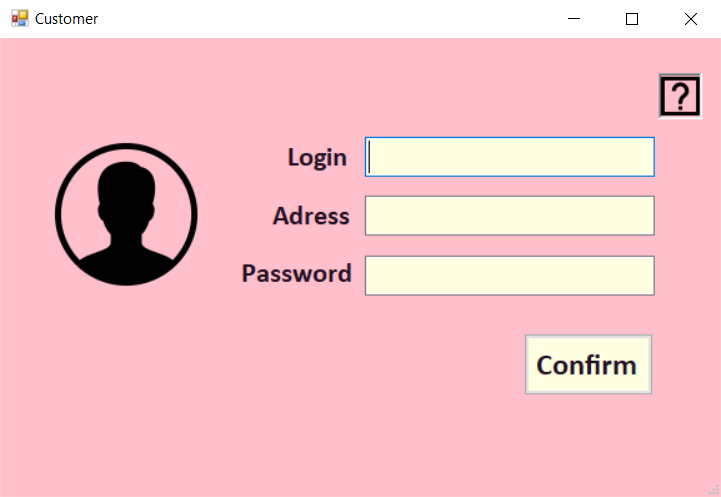 Customer
?
Login
Adress
Password
Confirm